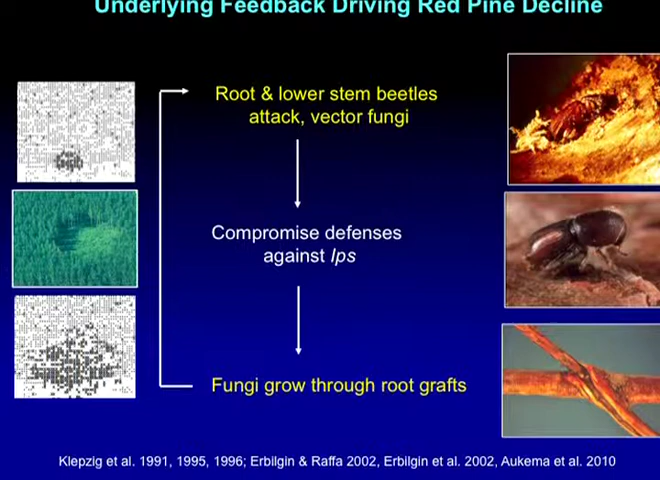 Underlying Feedback Driving Red Pine Decline
Root & lower stem beetles
attack, vector fungi
Compromise defenses
against Ips
Fungi grow through root grafts
Klepzig et al. 1991, 1995, 1996; Erbilgin & Raffa 2002, Erbilgin et al. 2002, Aukema et al. 2010